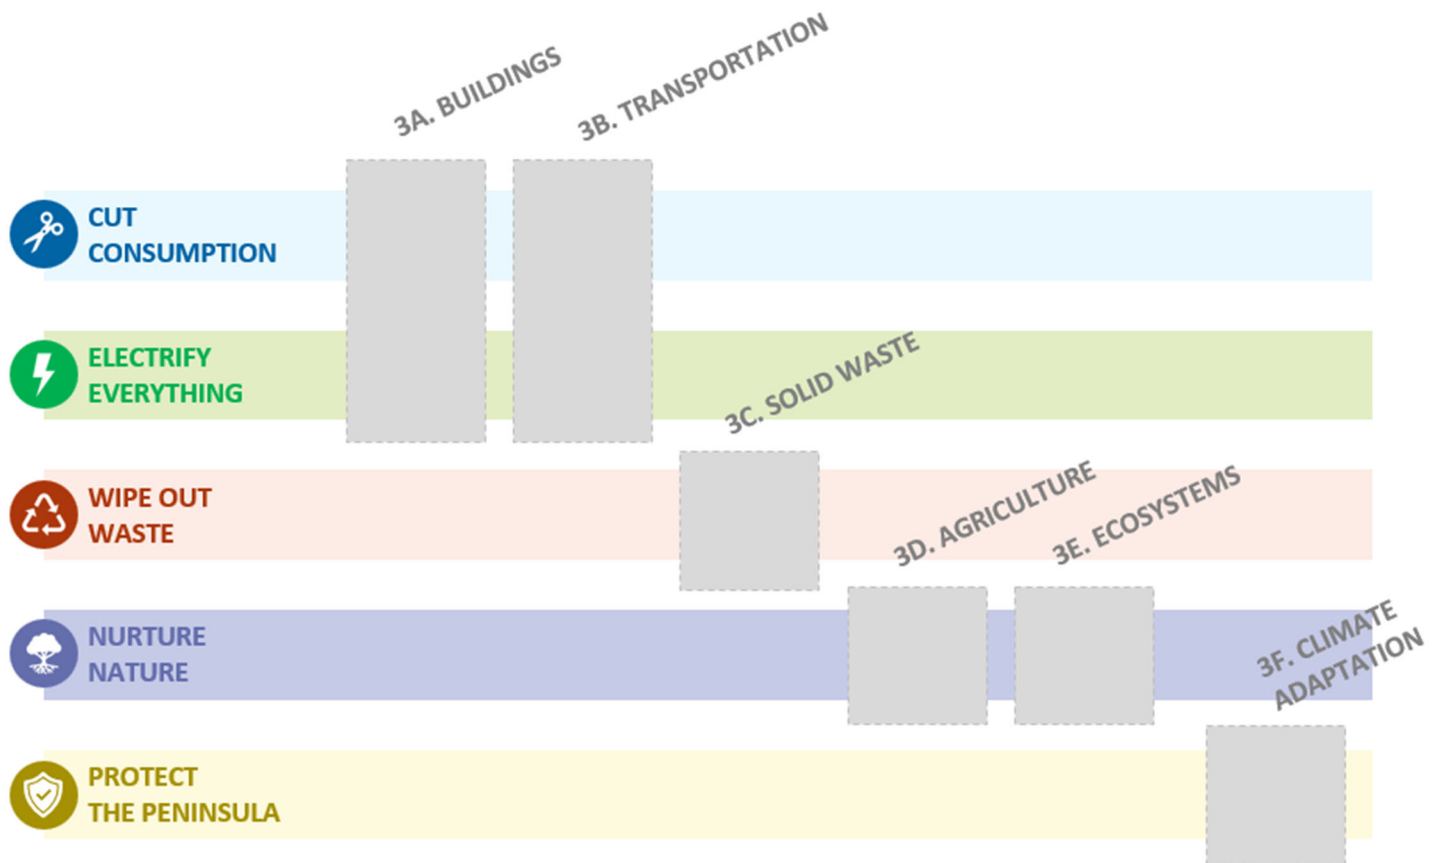 3A. BUILDINGS
3B. TRANSPORTATION
CUT
CONSUMPTION
ELECTRIFY
EVERYTHING
3C. SOLID WASTE
WIPE OUT
WASTE
3D. AGRICULTURE
3E. ECOSYSTEMS
NURTURE
NATURE
3F. CLIMATE
ADAPTATION
PROTECT
THE PENINSULA